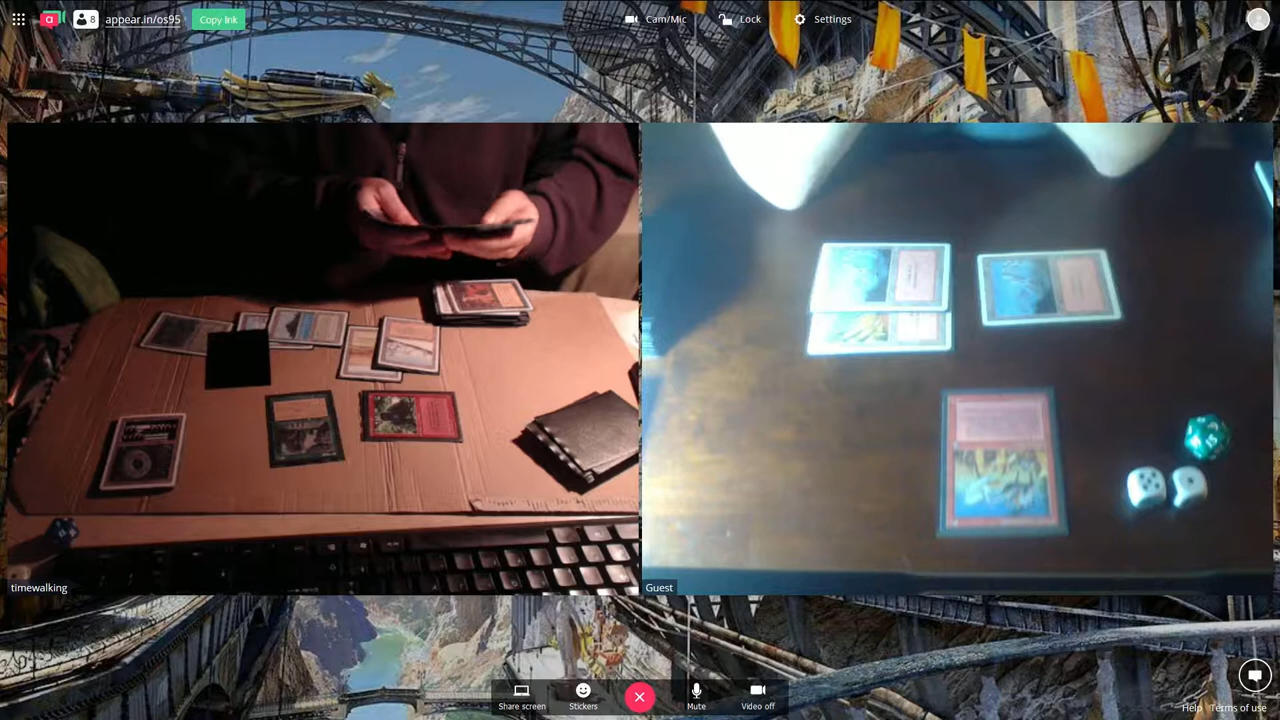 8
appear.in/os95
Copy link
Cam/Mic
Lock
Settings
timewalking
Guest
Share screen
Stickers
Mute
Video off
Help
Terms of use